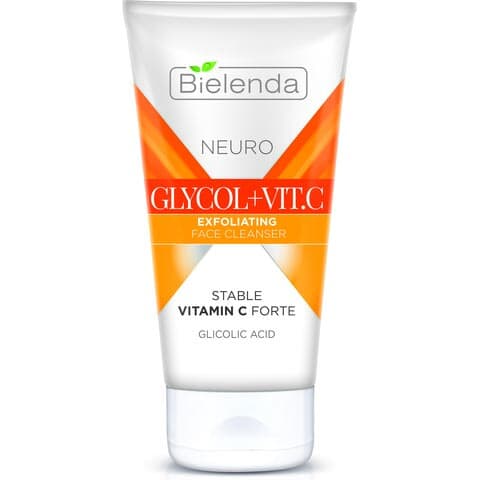 Bielenda
NEURO
GLYCOL+VIT.C
EXFOLIATING
FACE CLEANSER
STABLE
VITAMIN C FORTE
GLICOLIC ACID